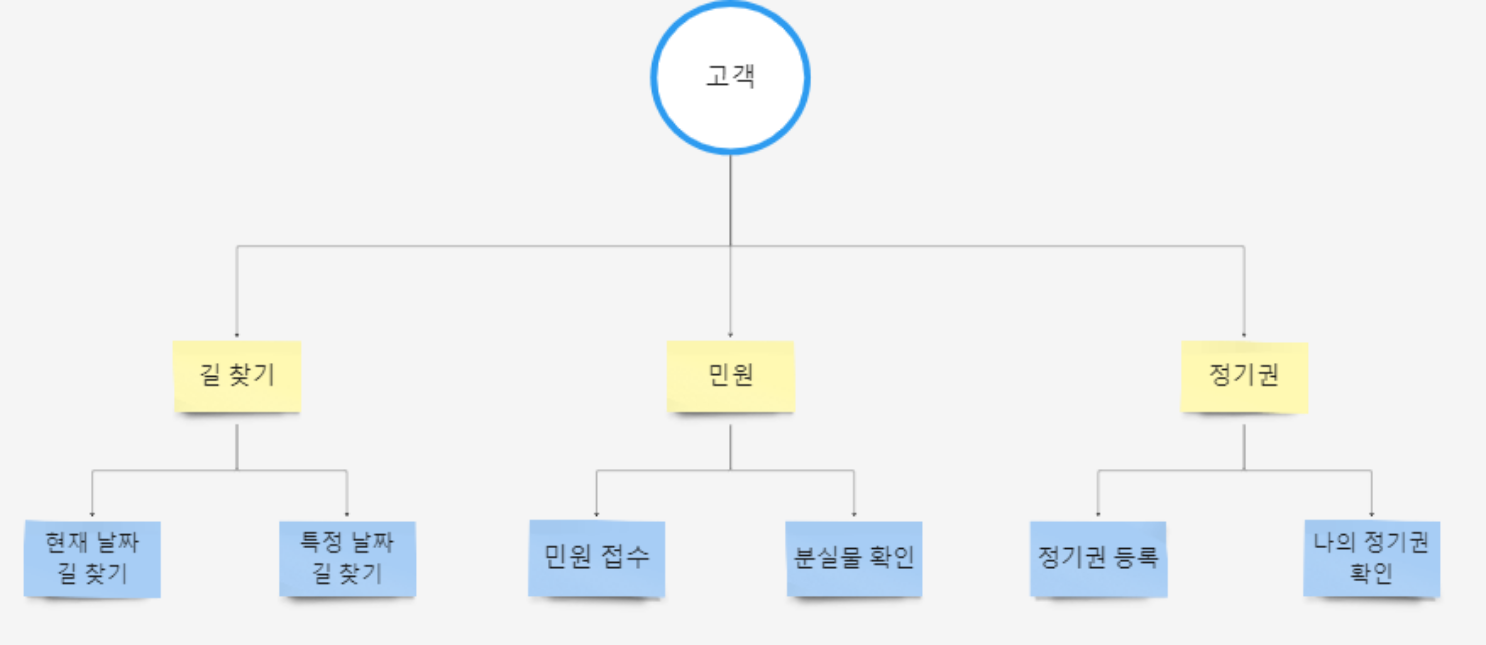 고객
길 찾기
민원
정기권
현재 날짜
길 찾기
특정 날짜
길 찾기
민원 접수
분실물 확인
정기권 등록
나의 정기권
확인